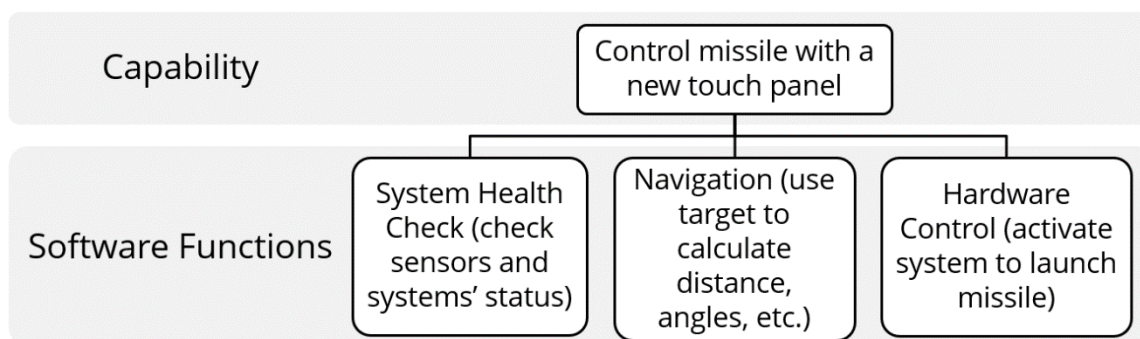 Capability
Control missile with a
new touch panel
Software Functions
System Health
Check (check
sensors and
systems’ status)
Navigation (use
target to
calculate
distance,
angles, etc.)
Hardware
Control (activate
system to launch
missile)